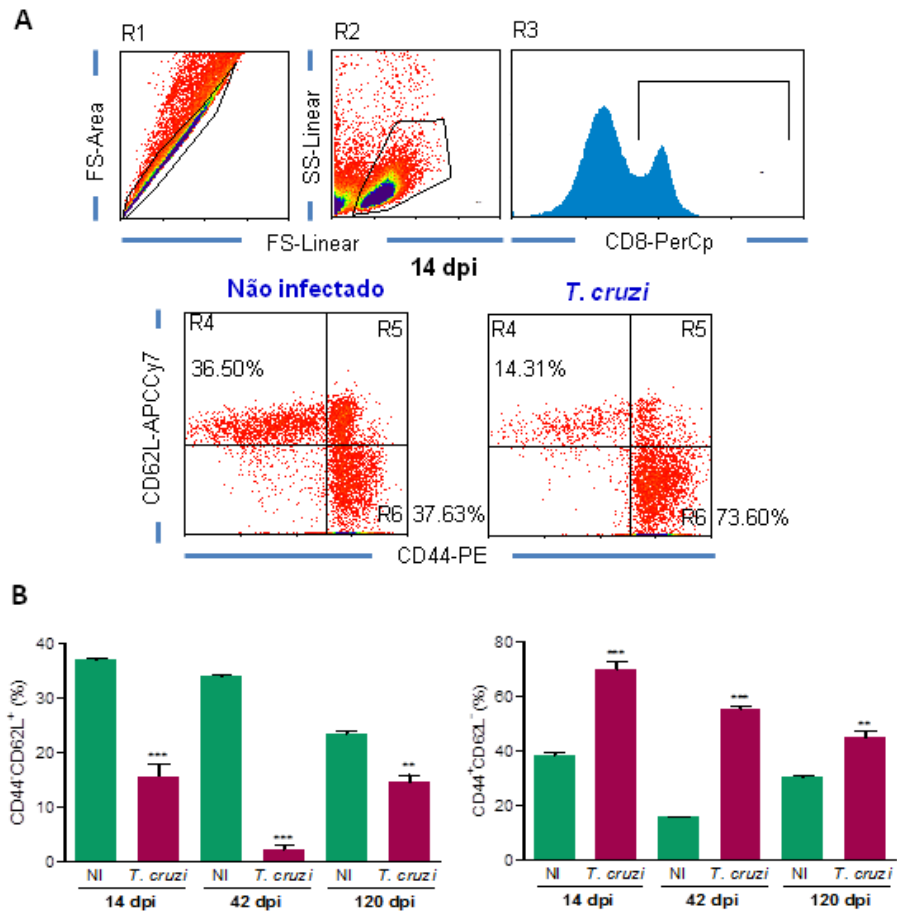 A
R1
R2
R3
FS-Area
SS-Linear
FS-Linear
CD8-PerCp
14 dpi
Não infectado
T. cruzi
R4
R5
36.50%
R6 37.63%
R4
R5
14.31%
R6 73.60%
CD62L-APCCy7
CD44-PE
B
CD44⁻CD62L⁺ (%)
40
30
20
10
0
***
***
**
NI
T. cruzi
NI
T. cruzi
NI
T. cruzi
14 dpi
42 dpi
120 dpi
CD44⁺CD62L⁻ (%)
80
60
40
20
0
***
***
**
NI
T. cruzi
NI
T. cruzi
NI
T. cruzi
14 dpi
42 dpi
120 dpi